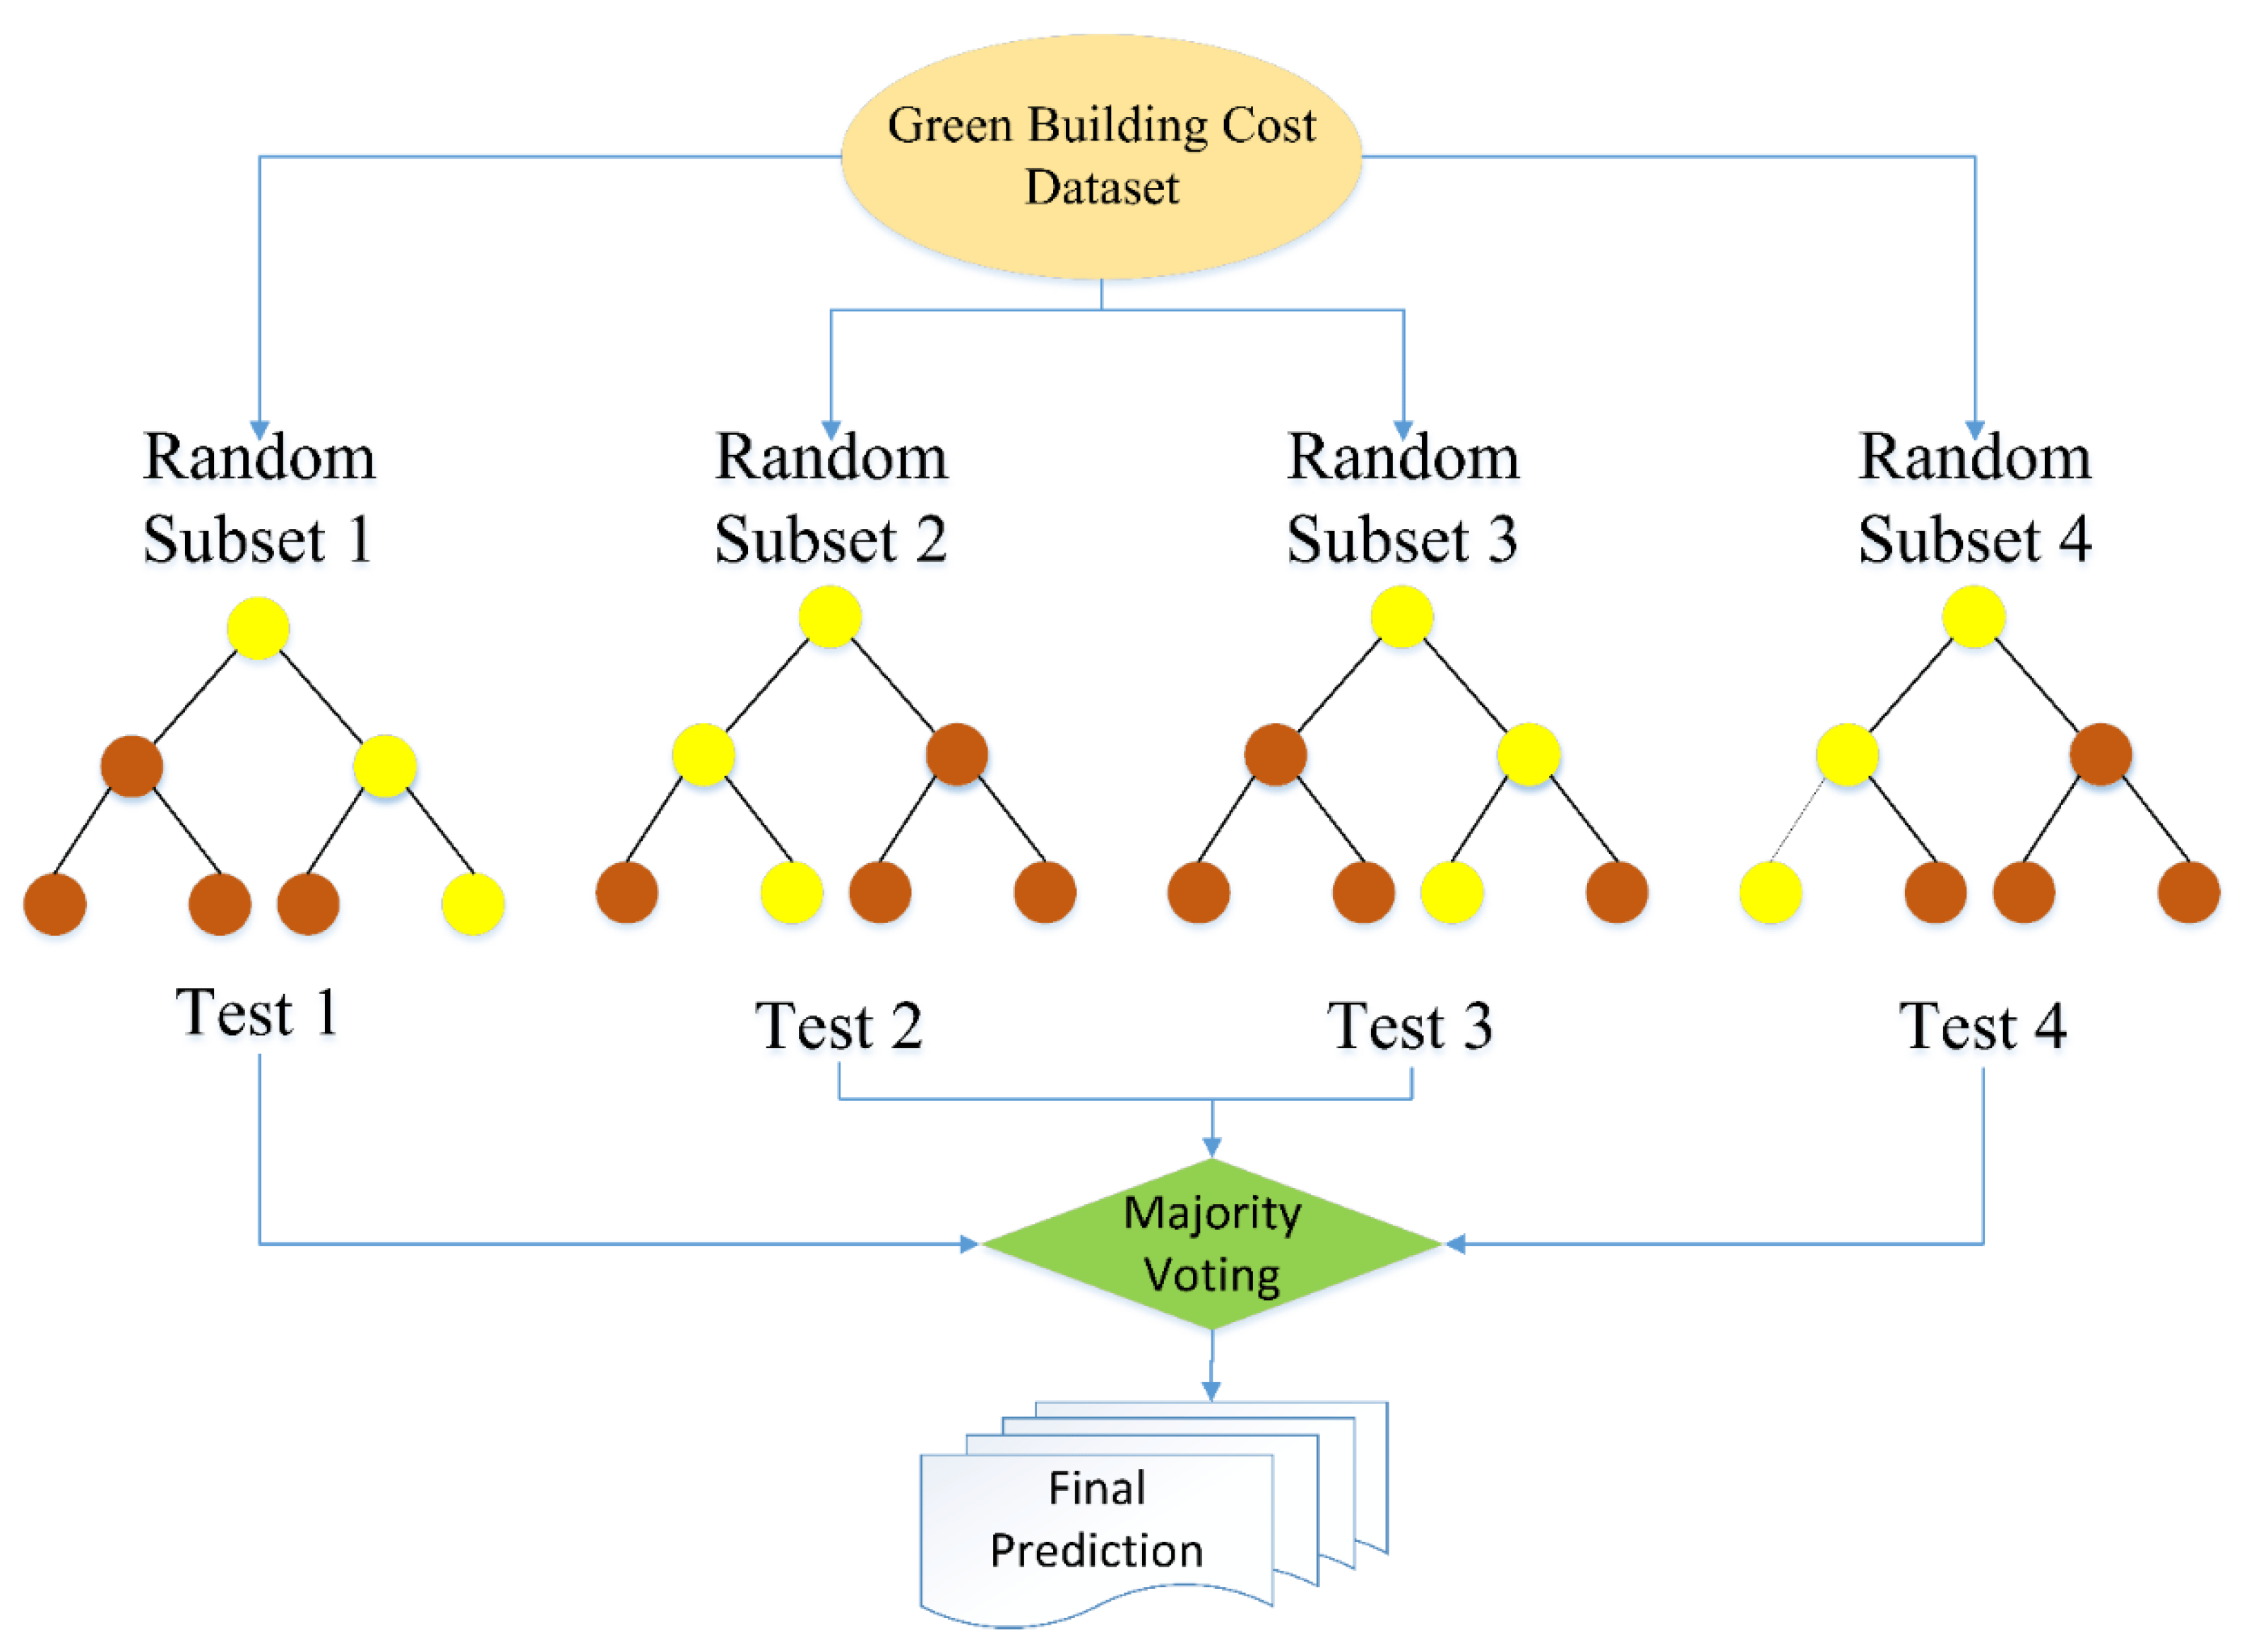 Green Building Cost
Dataset
Random
Subset 1
Random
Subset 2
Random
Subset 3
Random
Subset 4
Test 1
Test 2
Test 3
Test 4
Majority
Voting
Final
Prediction